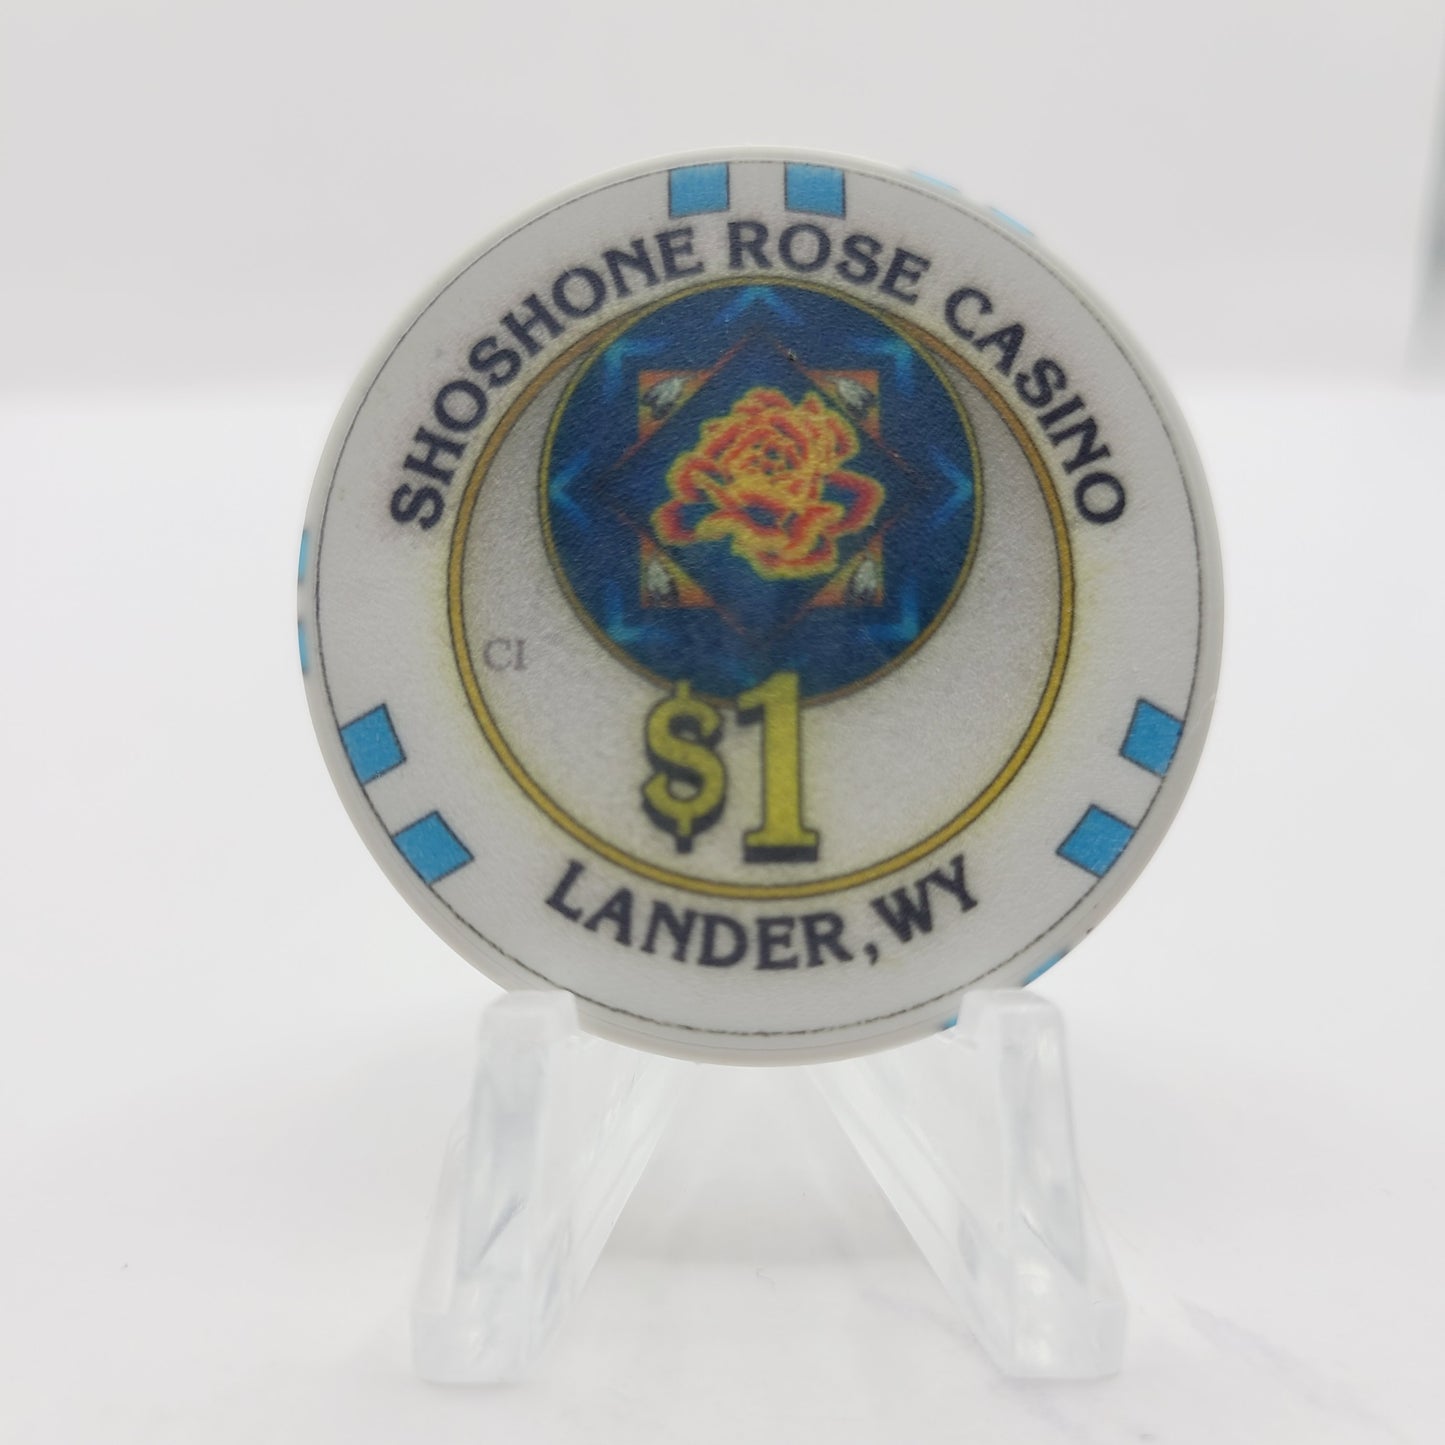 SHOSHONE ROSE CASINO
CI
$1
LANDER, WY